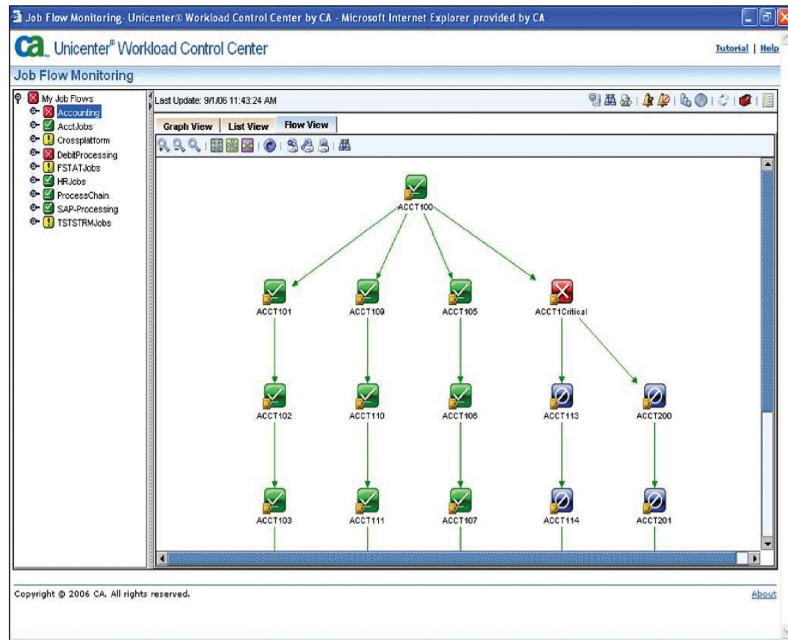 Job Flow Monitoring- Unicenter® Workload Control Center by CA - Microsoft Internet Explorer provided by CA
ca Unicenter® Workload Control Center
Tutorial | Help
Job Flow Monitoring
My Job Flows
Accounting
AcctJobs
Crossplatform
DebitProcessing
FSTATJobs
HRJobs
ProcessChain
SAP-Processing
TSTSTRMJobs
Last Update: 9/1/06 11:43:24 AM
Graph View List View Flow View
ACCT100
ACCT101 ACCT109 ACCT105 ACCT1Critical
ACCT102 ACCT110 ACCT106 ACCT113 ACCT200
ACCT103 ACCT111 ACCT107 ACCT114 ACCT201
Copyright © 2006 CA. All rights reserved.
About